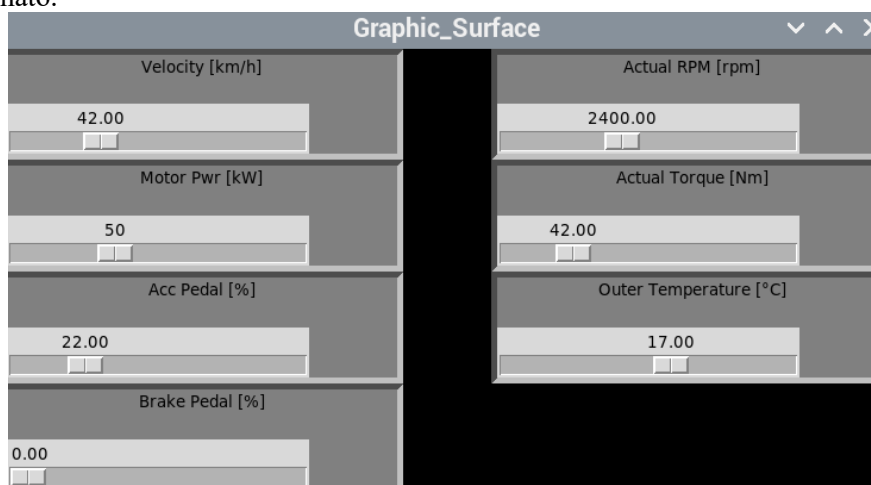 Graphic_Surface
Velocity [km/h]
42.00
Motor Pwr [kW]
50
Acc Pedal [%]
22.00
Brake Pedal [%]
0.00
Actual RPM [rpm]
2400.00
Actual Torque [Nm]
42.00
Outer Temperature [°C]
17.00